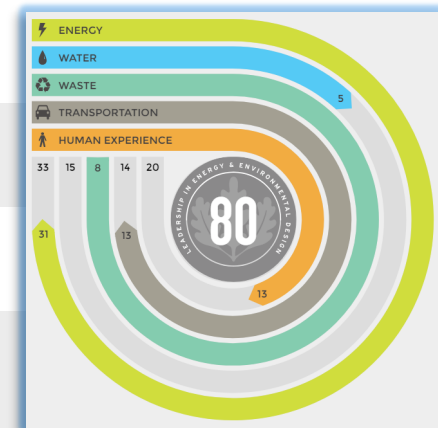 ENERGY
WATER
5
WASTE
TRANSPORTATION
HUMAN EXPERIENCE
33 15 8 14 20
LEADERSHIP IN ENERGY & ENVIRONMENTAL DESIGN
80
31
13
13